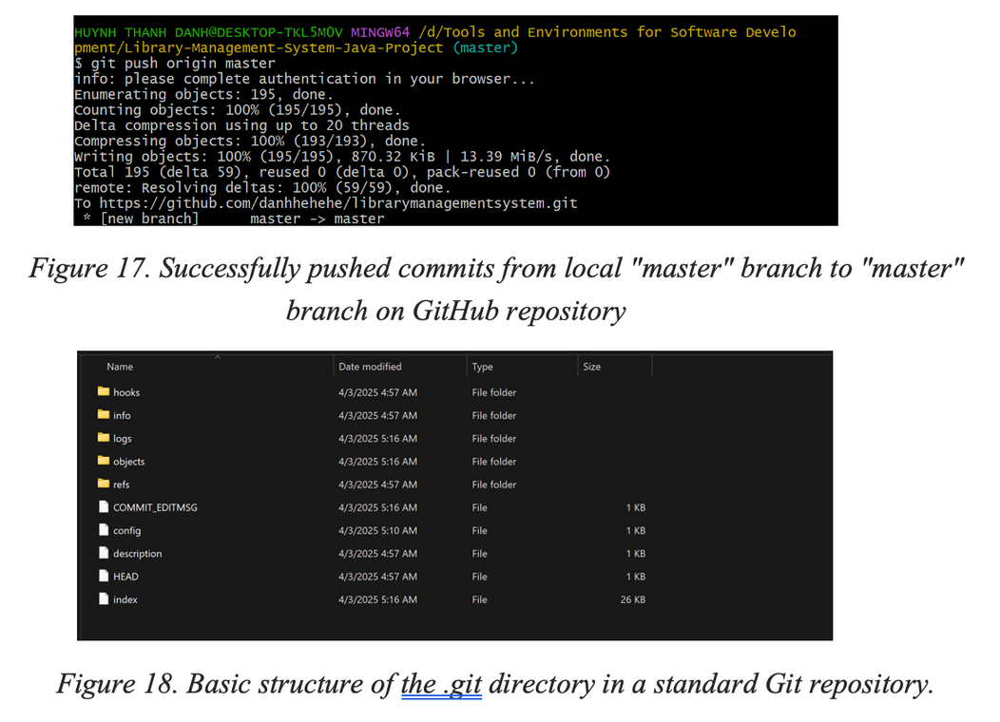 HUYNH THANH DANH@DESKTOP-TKL5M0V MINGW64 /d/Tools and Environments for Software Develo
pment/Library-Management-System-Java-Project (master)
$ git push origin master
info: please complete authentication in your browser...
Enumerating objects: 195, done.
Counting objects: 100% (195/195), done.
Delta compression using up to 20 threads
Compressing objects: 100% (193/193), done.
Writing objects: 100% (195/195), 870.32 KiB | 13.39 MiB/s, done.
Total 195 (delta 59), reused 0 (delta 0), pack-reused 0 (from 0)
remote: Resolving deltas: 100% (59/59), done.
To https://github.com/danhhehehe/librarymanagementsystem.git
* [new branch] master -> master
Figure 17. Successfully pushed commits from local "master" branch to "master"
branch on GitHub repository
Name Date modified Type Size
hooks 4/3/2025 4:57 AM File folder
info 4/3/2025 4:57 AM File folder
logs 4/3/2025 5:16 AM File folder
objects 4/3/2025 5:16 AM File folder
refs 4/3/2025 4:57 AM File folder
COMMIT_EDITMSG 4/3/2025 5:16 AM File 1 KB
config 4/3/2025 5:10 AM File 1 KB
description 4/3/2025 4:57 AM File 1 KB
HEAD 4/3/2025 4:57 AM File 1 KB
index 4/3/2025 5:16 AM File 26 KB
Figure 18. Basic structure of the .git directory in a standard Git repository.